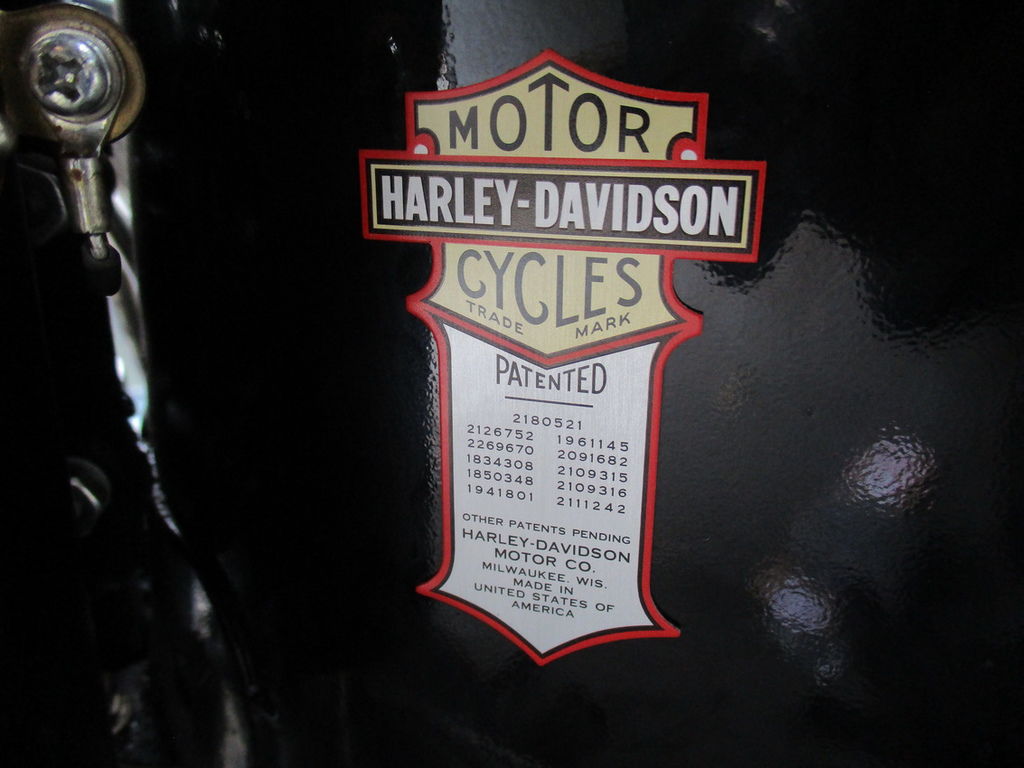 MOTOR
HARLEY-DAVIDSON
CYCLES
TRADE MARK
PATENTED
2180521
2126752 1961145
2269670 2091682
1834308 2109315
1850348 2109316
1941801 2111242
OTHER PATENTS PENDING
HARLEY-DAVIDSON
MOTOR CO.
MILWAUKEE. WIS.
MADE IN
UNITED STATES OF
AMERICA